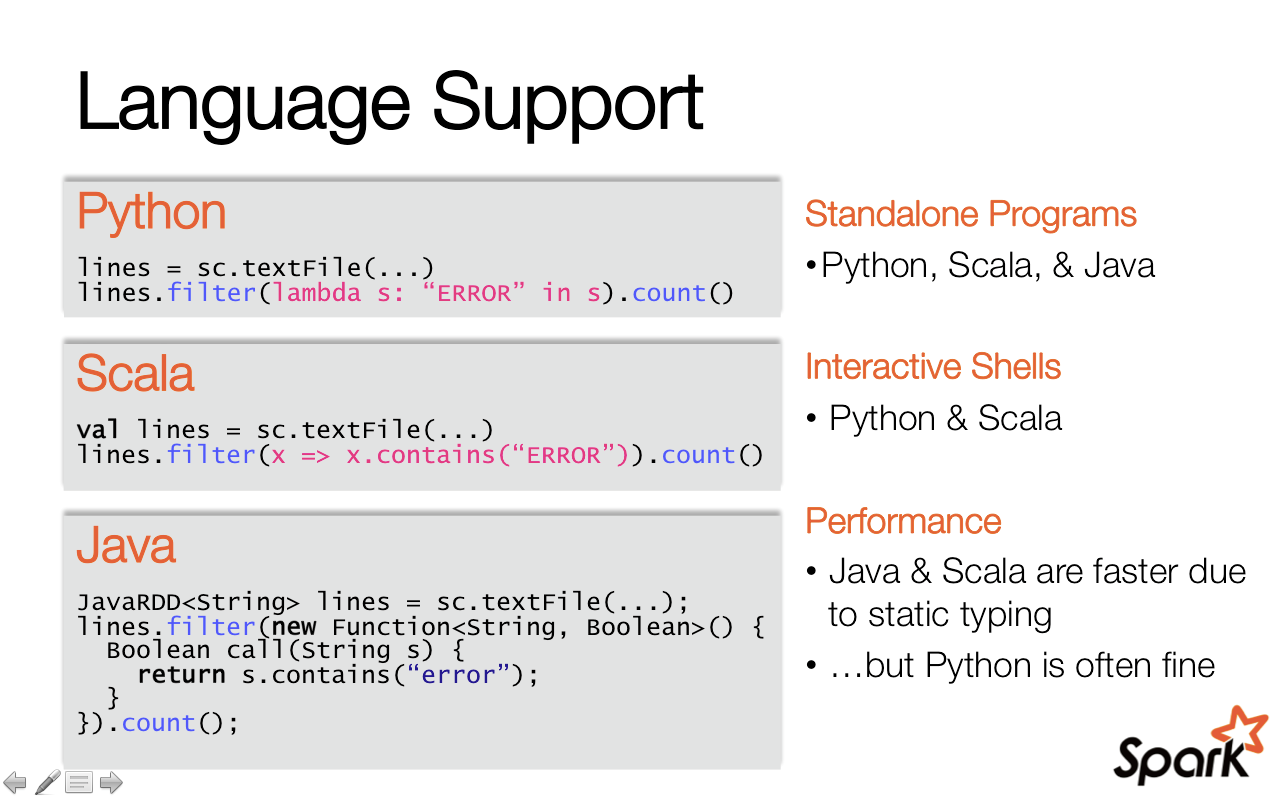 Language Support
Python
lines = sc.textFile(...)
lines.filter(lambda s: “ERROR” in s).count()
Scala
val lines = sc.textFile(...)
lines.filter(x => x.contains(“ERROR”)).count()
Java
JavaRDD<String> lines = sc.textFile(...);
lines.filter(new Function<String, Boolean>() {
  Boolean call(String s) {
    return s.contains(“error”);
  }
}).count();
Standalone Programs
•Python, Scala, & Java
Interactive Shells
• Python & Scala
Performance
• Java & Scala are faster due
to static typing
• …but Python is often fine
Spark